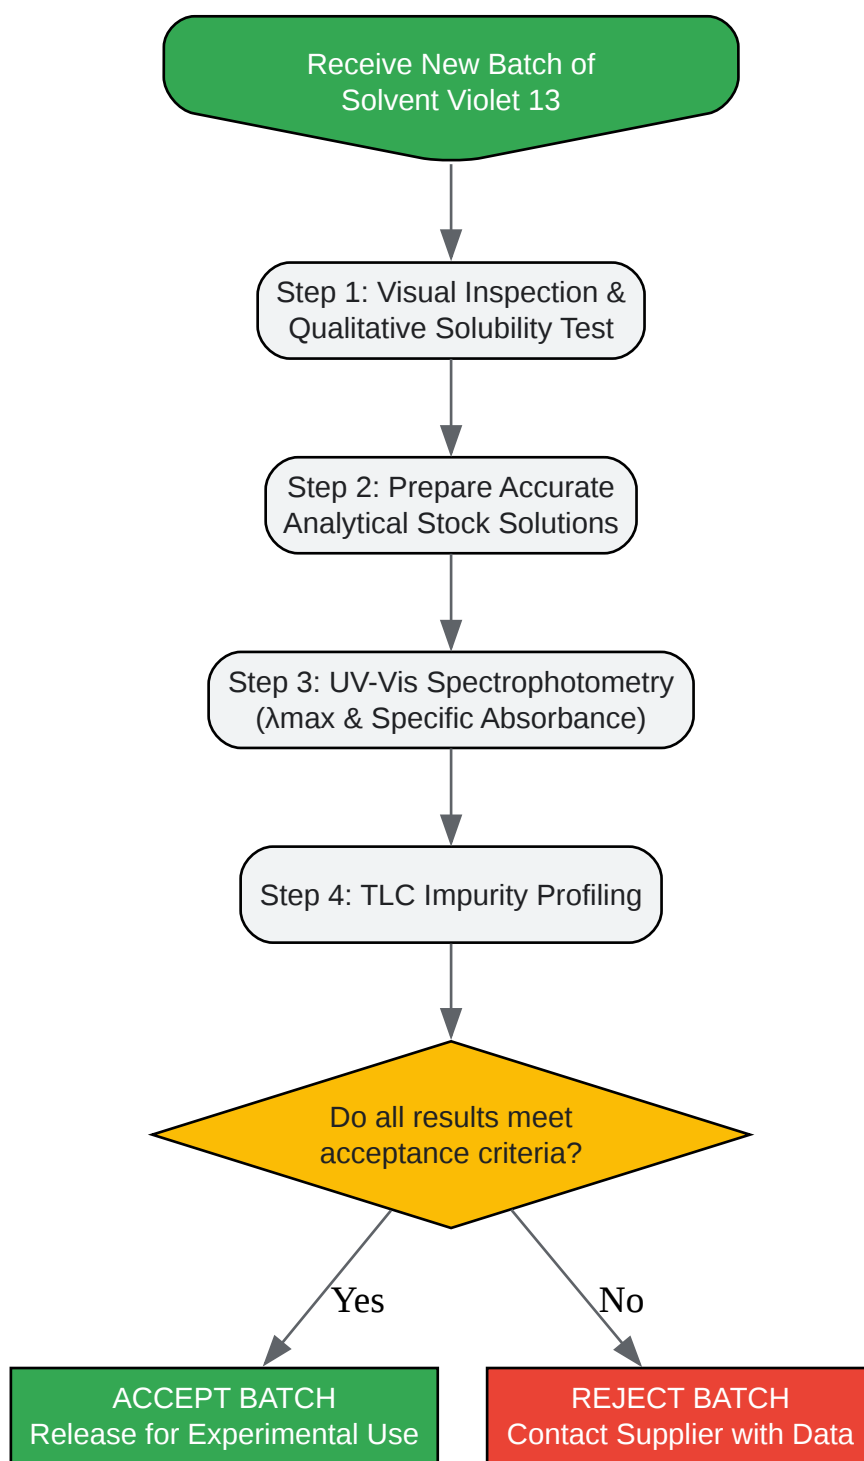 Receive New Batch of
Solvent Violet 13
Step 1: Visual Inspection &
Qualitative Solubility Test
Step 2: Prepare Accurate
Analytical Stock Solutions
Step 3: UV-Vis Spectrophotometry
(λmax & Specific Absorbance)
Step 4: TLC Impurity Profiling
Do all results meet
acceptance criteria?
Yes
No
ACCEPT BATCH
Release for Experimental Use
REJECT BATCH
Contact Supplier with Data